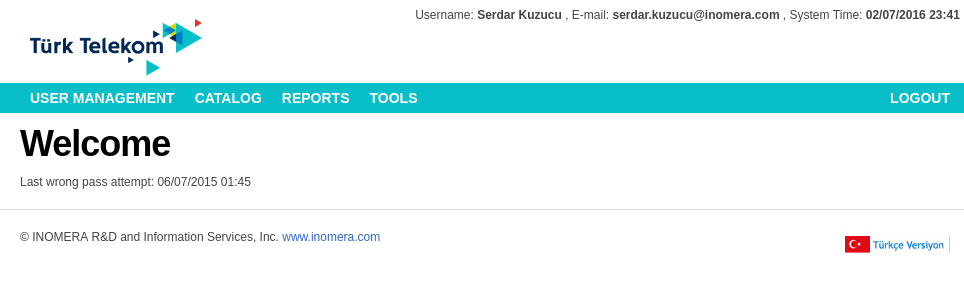 Username: Serdar Kuzucu , E-mail: serdar.kuzucu@inomera.com , System Time: 02/07/2016 23:41
Türk Telekom
USER MANAGEMENT CATALOG REPORTS TOOLS LOGOUT
Welcome
Last wrong pass attempt: 06/07/2015 01:45
© INOMERA R&D and Information Services, Inc. www.inomera.com
Türkçe Versiyon